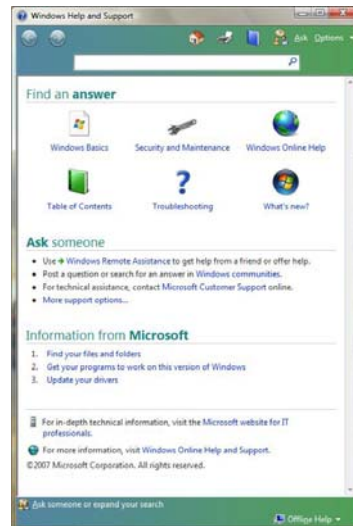 Windows Help and Support
Ask Options
Find an answer
Windows Basics Security and Maintenance Windows Online Help
Table of Contents Troubleshooting What's new?
Ask someone
Use Windows Remote Assistance to get help from a friend or offer help.
Post a question or search for an answer in Windows communities.
For technical assistance, contact Microsoft Customer Support online.
More support options...
Information from Microsoft
1. Find your files and folders
2. Get your programs to work on this version of Windows
3. Update your drivers
For in-depth technical information, visit the Microsoft website for IT
professionals.
For more information, visit Windows Online Help and Support.
©2007 Microsoft Corporation. All rights reserved.
Ask someone or expand your search
Offline Help